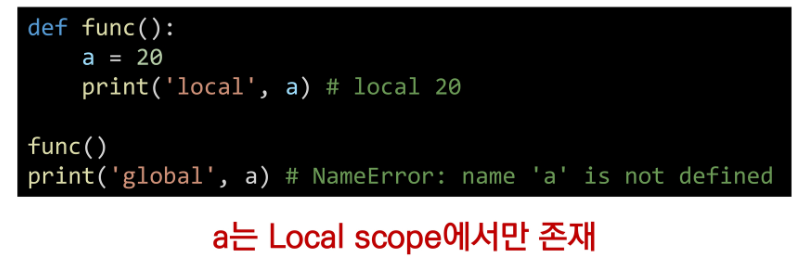 def func():
    a = 20
    print('local', a) # local 20
func()
print('global', a) # NameError: name 'a' is not defined
a는 Local scope에서만 존재